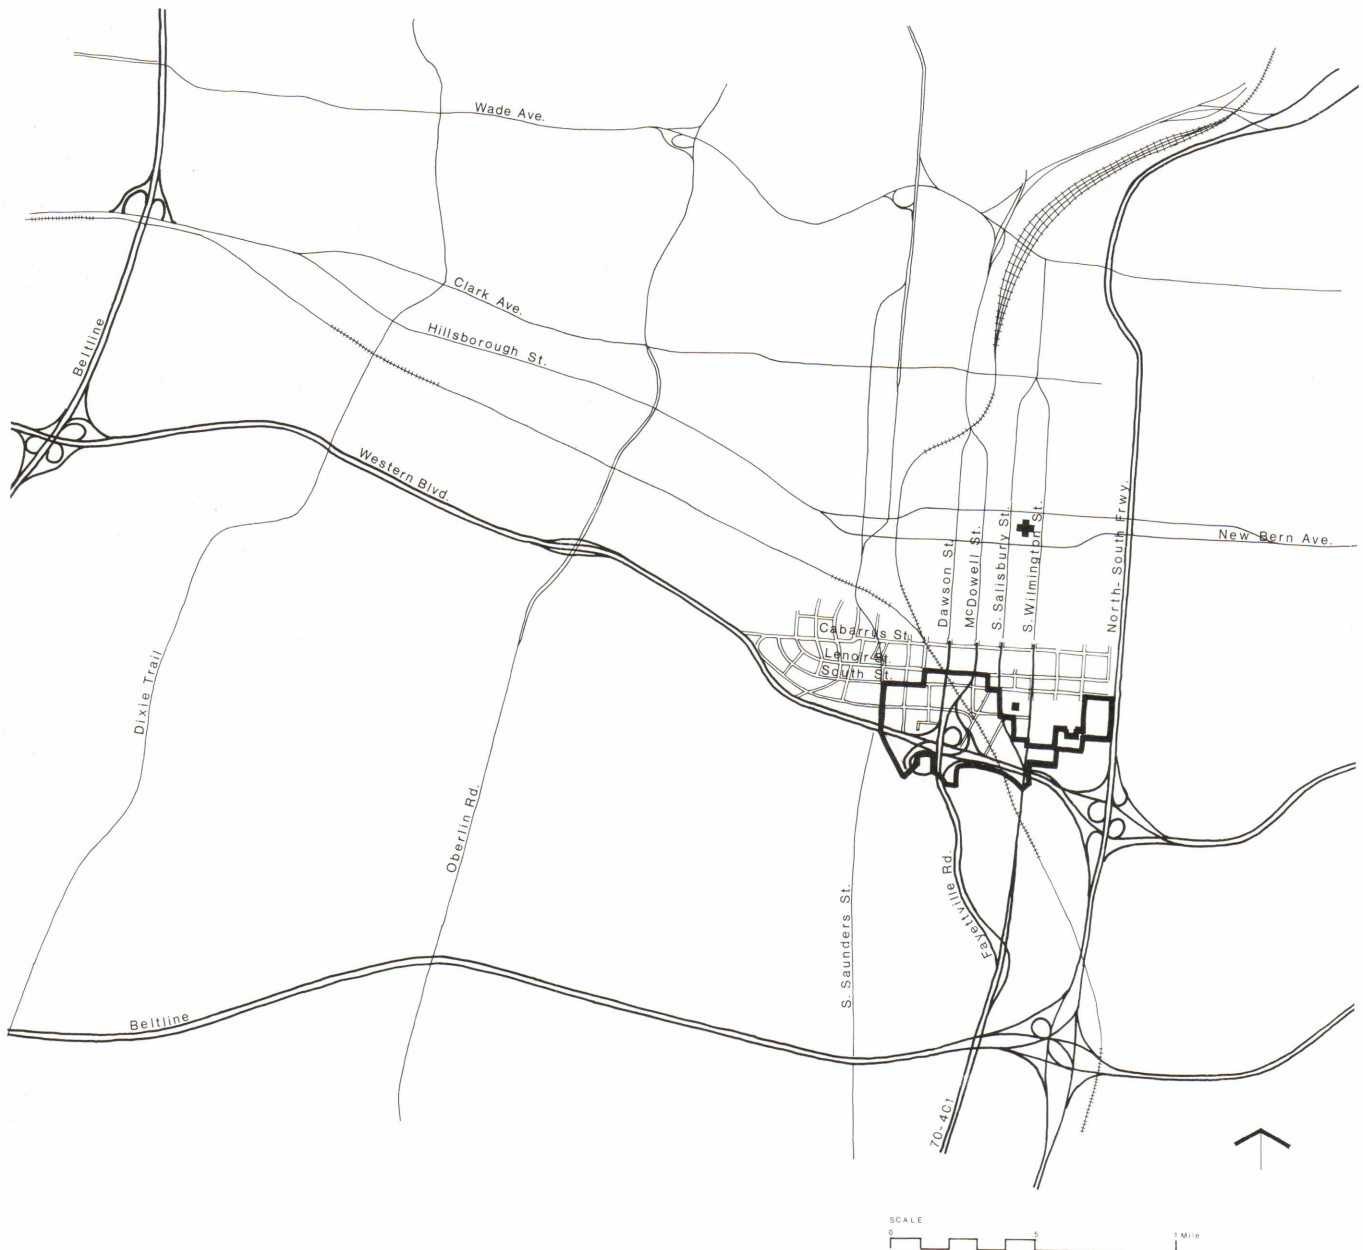 Wade Ave.
Clark Ave.
Hillsborough St.
Beltline
Western Blvd.
New Bern Ave.
North-South Frwy.
Dawson St.
McDowell St.
S. Salisbury St.
S. Wilmington St.
Cabarrus St.
Lenoir St.
South St.
Dixie Trail
Oberlin Rd.
S. Saunders St.
Fayettville Rd.
Beltline
70-401
SCALE
0 5 1 Mile